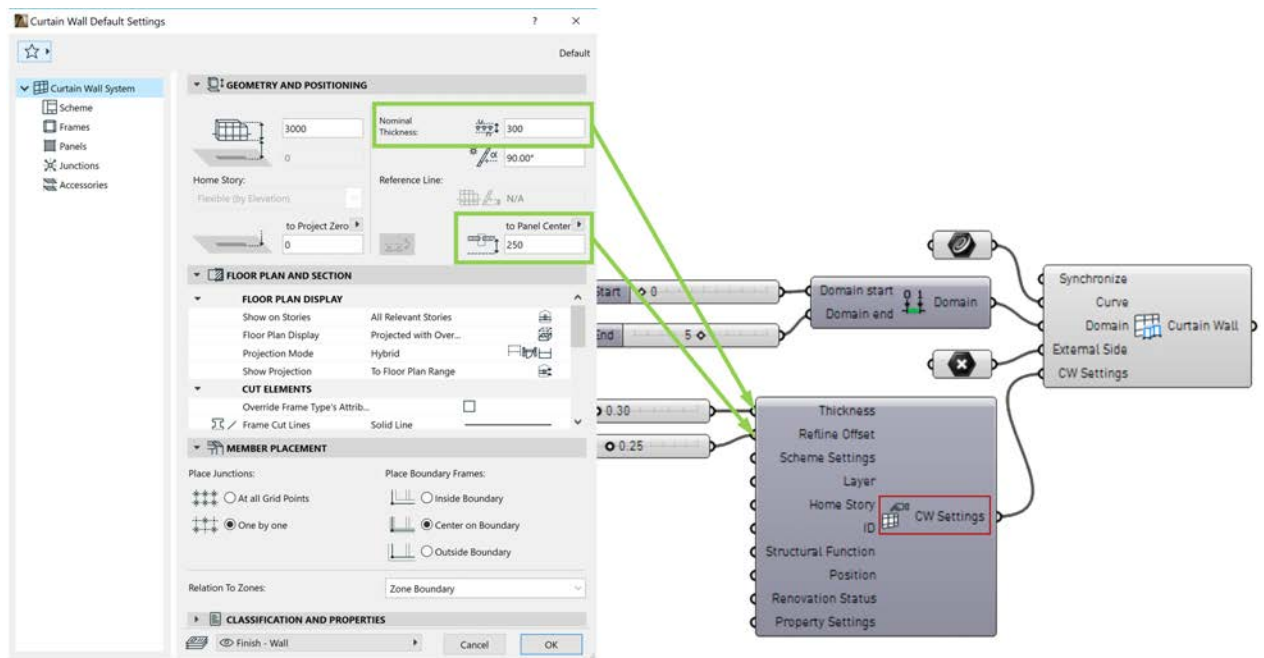 Curtain Wall Default Settings
?
Default
Curtain Wall System
Scheme
Frames
Panels
Junctions
Accessories
GEOMETRY AND POSITIONING
3000
Nominal
Thickness:
300
0
α
90.00°
Home Story:
Reference Line:
Flexible (by Elevation)
N/A
to Project Zero
to Panel Center
0
250
FLOOR PLAN AND SECTION
FLOOR PLAN DISPLAY
Show on Stories All Relevant Stories
Floor Plan Display Projected with Over...
Projection Mode Hybrid
Show Projection To Floor Plan Range
CUT ELEMENTS
Override Frame Type's Attrib...
Frame Cut Lines Solid Line
MEMBER PLACEMENT
Place Junctions:
Place Boundary Frames:
At all Grid Points
Inside Boundary
One by one
Center on Boundary
Outside Boundary
Relation To Zones:
Zone Boundary
CLASSIFICATION AND PROPERTIES
Finish - Wall
Cancel
OK
Start 0
End 5
Domain start
Domain end
0 1
Domain
Synchronize
Curve
Domain
External Side
CW Settings
Curtain Wall
0.30
0.25
Thickness
Refline Offset
Scheme Settings
Layer
Home Story
ID
Structural Function
Position
Renovation Status
Property Settings
CW Settings